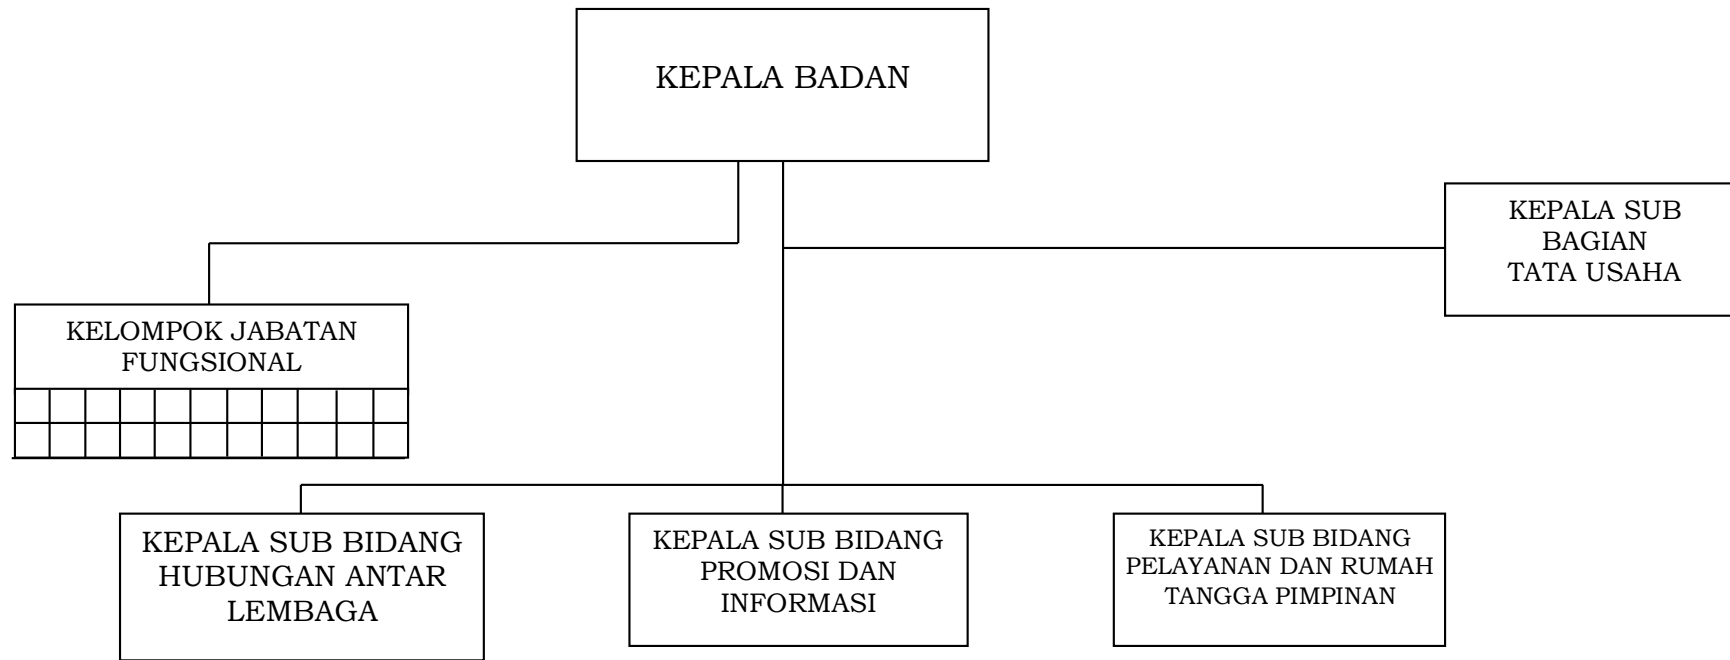 KEPALA BADAN
KEPALA SUB
BAGIAN
TATA USAHA
KELOMPOK JABATAN
FUNGSIONAL
KEPALA SUB BIDANG
HUBUNGAN ANTAR
LEMBAGA
KEPALA SUB BIDANG
PROMOSI DAN
INFORMASI
KEPALA SUB BIDANG
PELAYANAN DAN RUMAH
TANGGA PIMPINAN